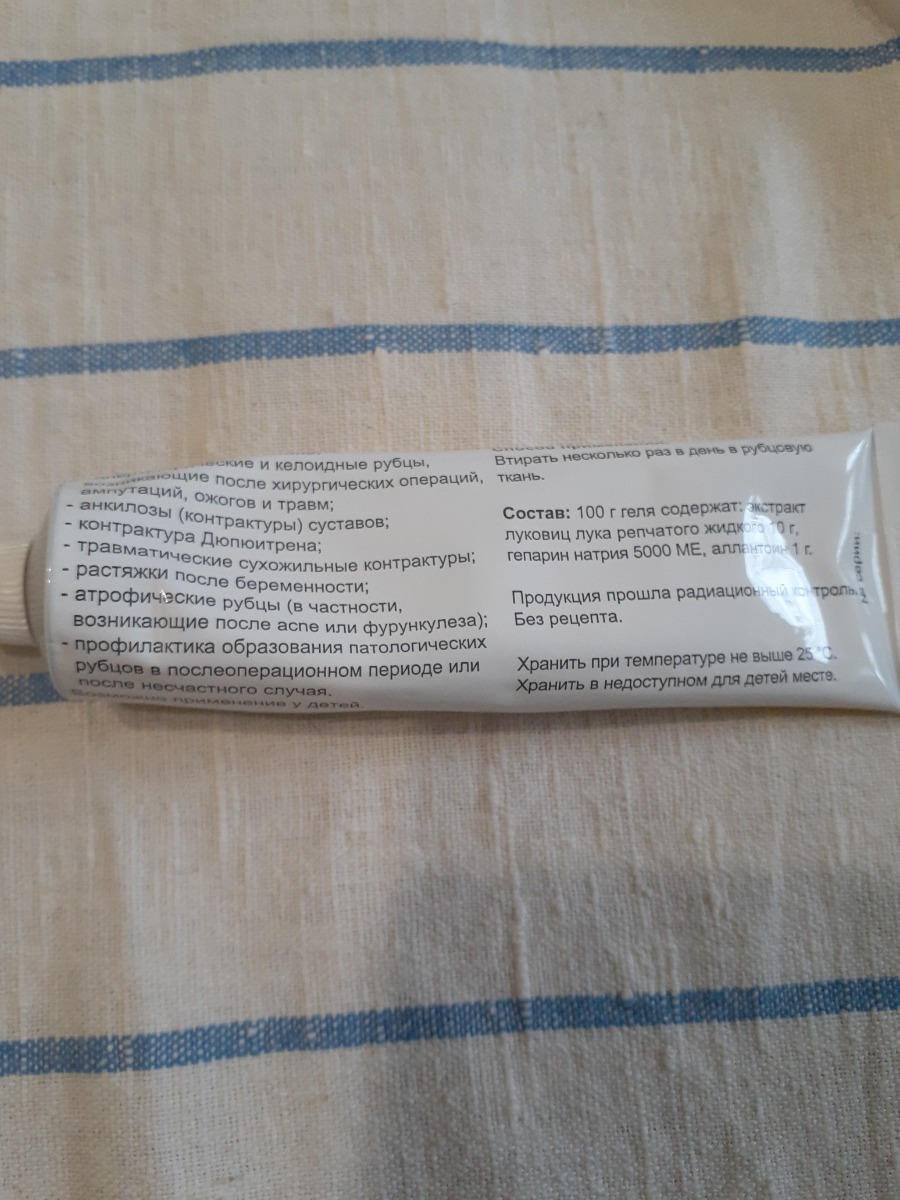 и келоидные рубцы,
возникающие после хирургических операций,
ампутаций, ожогов и травм;
- анкилозы (контрактуры) суставов;
- контрактура Дюпюитрена;
- травматические сухожильные контрактуры;
- растяжки после беременности;
- атрофические рубцы (в частности,
возникающие после acne или фурункулеза);
- профилактика образования патологических
рубцов в послеоперационном периоде или
после несчастного случая.
Возможно применение у детей.
Втирать несколько раз в день в рубцовую
ткань.
Состав: 100 г геля содержат: экстракт
луковиц лука репчатого жидкого 10 г,
гепарин натрия 5000 МЕ, аллантоин 1 г.
Продукция прошла радиационный контроль.
Без рецепта.
Хранить при температуре не выше 25 °С.
Хранить в недоступном для детей месте.
серии: